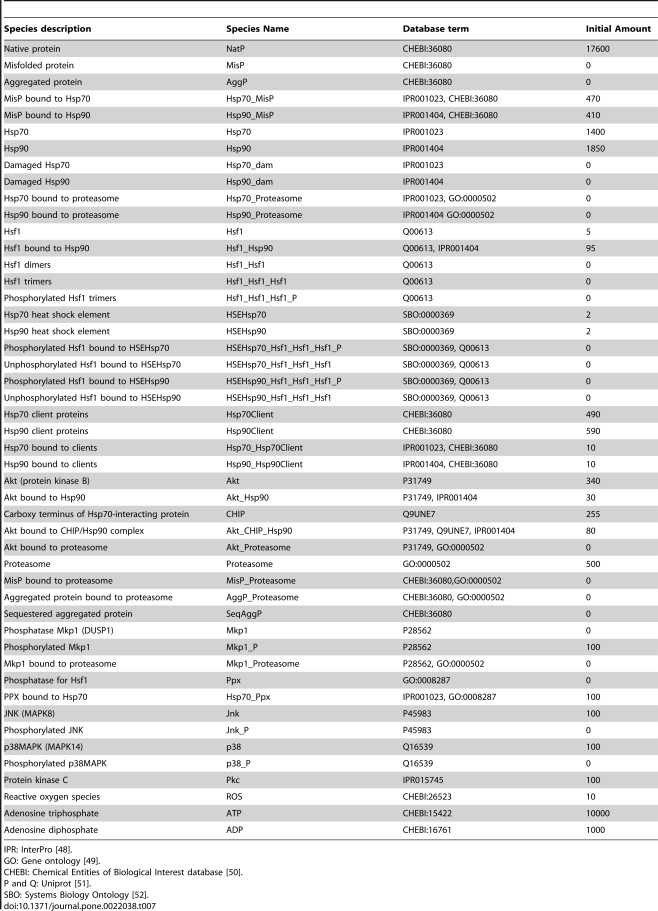 Species description Species Name Database term Initial Amount
Native protein NatP CHEBI:36080 17600
Misfolded protein MisP CHEBI:36080 0
Aggregated protein AggP CHEBI:36080 0
MisP bound to Hsp70 Hsp70_MisP IPR001023, CHEBI:36080 470
MisP bound to Hsp90 Hsp90_MisP IPR001404, CHEBI:36080 410
Hsp70 Hsp70 IPR001023 1400
Hsp90 Hsp90 IPR001404 1850
Damaged Hsp70 Hsp70_dam IPR001023 0
Damaged Hsp90 Hsp90_dam IPR001404 0
Hsp70 bound to proteasome Hsp70_Proteasome IPR001023, GO:0000502 0
Hsp90 bound to proteasome Hsp90_Proteasome IPR001404 GO:0000502 0
Hsf1 Hsf1 Q00613 5
Hsf1 bound to Hsp90 Hsf1_Hsp90 Q00613, IPR001404 95
Hsf1 dimers Hsf1_Hsf1 Q00613 0
Hsf1 trimers Hsf1_Hsf1_Hsf1 Q00613 0
Phosphorylated Hsf1 trimers Hsf1_Hsf1_Hsf1_P Q00613 0
Hsp70 heat shock element HSEHsp70 SBO:0000369 2
Hsp90 heat shock element HSEHsp90 SBO:0000369 2
Phosphorylated Hsf1 bound to HSEHsp70 HSEHsp70_Hsf1_Hsf1_Hsf1_P SBO:0000369, Q00613 0
Unphosphorylated Hsf1 bound to HSEHsp70 HSEHsp70_Hsf1_Hsf1_Hsf1 SBO:0000369, Q00613 0
Phosphorylated Hsf1 bound to HSEHsp90 HSEHsp90_Hsf1_Hsf1_Hsf1_P SBO:0000369, Q00613 0
Unphosphorylated Hsf1 bound to HSEHsp90 HSEHsp90_Hsf1_Hsf1_Hsf1 SBO:0000369, Q00613 0
Hsp70 client proteins Hsp70Client CHEBI:36080 490
Hsp90 client proteins Hsp90Client CHEBI:36080 590
Hsp70 bound to clients Hsp70_Hsp70Client IPR001023, CHEBI:36080 10
Hsp90 bound to clients Hsp90_Hsp90Client IPR001404, CHEBI:36080 10
Akt (protein kinase B) Akt P31749 340
Akt bound to Hsp90 Akt_Hsp90 P31749, IPR001404 30
Carboxy terminus of Hsp70-interacting protein CHIP Q9UNE7 255
Akt bound to CHIP/Hsp90 complex Akt_CHIP_Hsp90 P31749, Q9UNE7, IPR001404 80
Akt bound to proteasome Akt_Proteasome P31749, GO:0000502 0
Proteasome Proteasome GO:0000502 500
MisP bound to proteasome MisP_Proteasome CHEBI:36080,GO:0000502 0
Aggregated protein bound to proteasome AggP_Proteasome CHEBI:36080, GO:0000502 0
Sequestered aggregated protein SeqAggP CHEBI:36080 0
Phosphatase Mkp1 (DUSP1) Mkp1 P28562 0
Phosphorylated Mkp1 Mkp1_P P28562 100
Mkp1 bound to proteasome Mkp1_Proteasome P28562, GO:0000502 0
Phosphatase for Hsf1 Ppx GO:0008287 0
PPX bound to Hsp70 Hsp70_Ppx IPR001023, GO:0008287 100
JNK (MAPK8) Jnk P45983 100
Phosphorylated JNK Jnk_P P45983 0
p38MAPK (MAPK14) p38 Q16539 100
Phosphorylated p38MAPK p38_P Q16539 0
Protein kinase C Pkc IPR015745 100
Reactive oxygen species ROS CHEBI:26523 10
Adenosine triphosphate ATP CHEBI:15422 10000
Adenosine diphosphate ADP CHEBI:16761 1000
IPR: InterPro [48].
GO: Gene ontology [49].
CHEBI: Chemical Entities of Biological Interest database [50].
P and Q: Uniprot [51].
SBO: Systems Biology Ontology [52].
doi:10.1371/journal.pone.0022038.t007